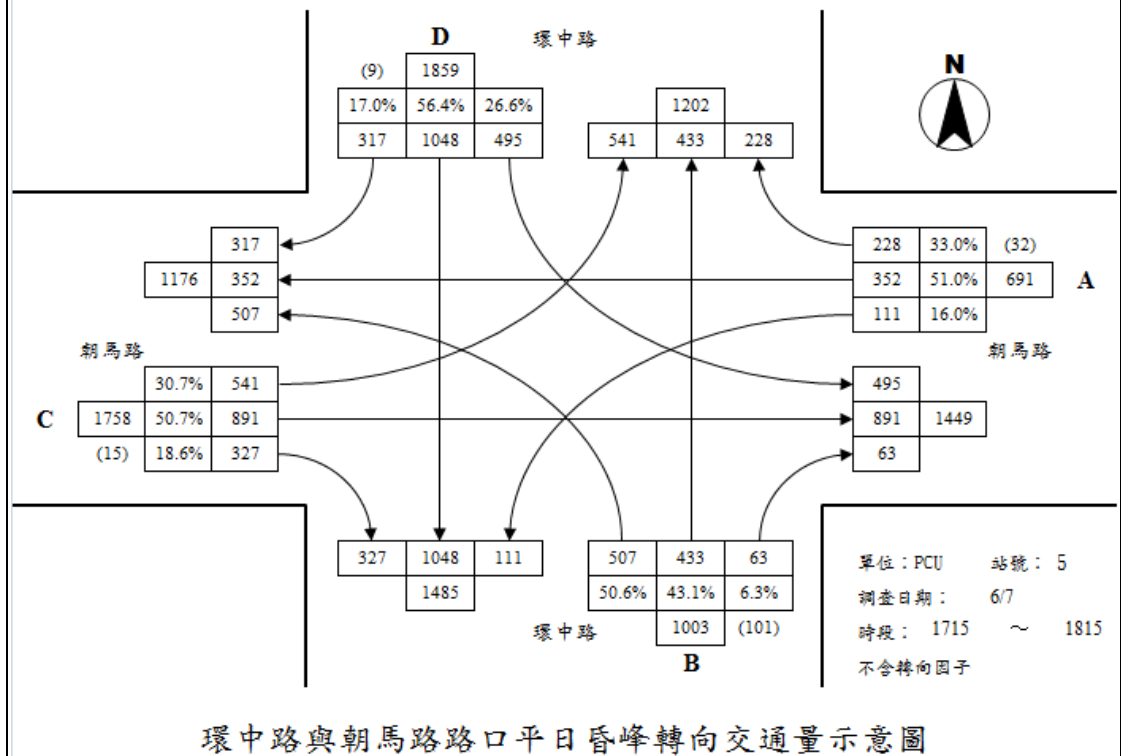 D 環中路
N
(9) 1859
17.0% 56.4% 26.6% 1202
317 1048 495 541 433 228
317 228 33.0% (32)
1176 352 352 51.0% 691 A
507 111 16.0%
朝馬路 朝馬路
30.7% 541 495
C 1758 50.7% 891 891 1449
(15) 18.6% 327 63
327 1048 111 507 433 63
1485 50.6% 43.1% 6.3%
環中路 1003 (101)
B
單位：PCU 站號： 5
調查日期： 6/7
時段： 1715 ～ 1815
不含轉向因子
環中路與朝馬路路口平日昏峰轉向交通量示意圖